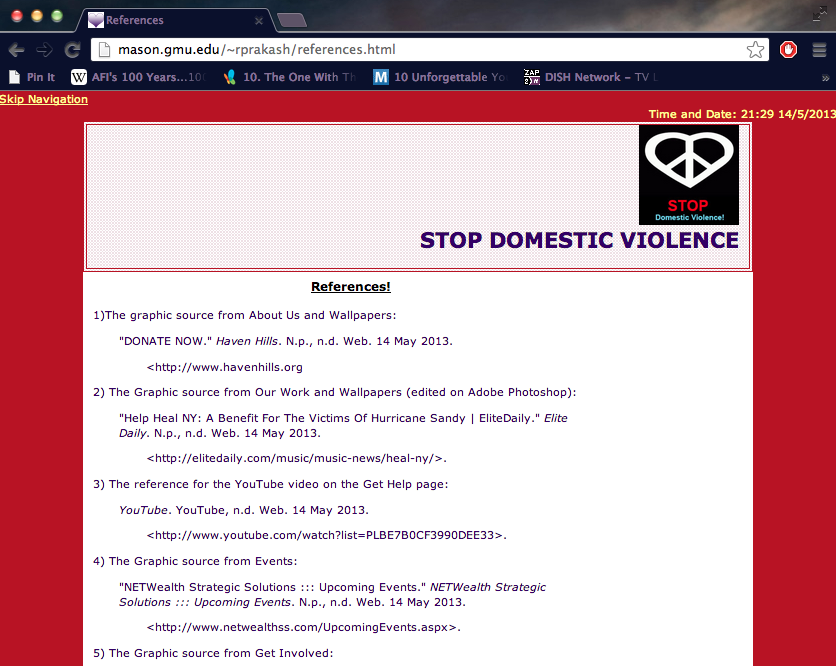 References
mason.gmu.edu/~rprakash/references.html
Pin It
W AFI's 100 Years...10
10. The One With Th
M 10 Unforgettable Yo
ZAP 2it DISH Network – TV L
»
Skip Navigation
Time and Date: 21:29 14/5/2013
STOP
Domestic Violence!
STOP DOMESTIC VIOLENCE
References!
1)The graphic source from About Us and Wallpapers:
"DONATE NOW." Haven Hills. N.p., n.d. Web. 14 May 2013.
<http://www.havenhills.org
2) The Graphic source from Our Work and Wallpapers (edited on Adobe Photoshop):
"Help Heal NY: A Benefit For The Victims Of Hurricane Sandy | EliteDaily." Elite
Daily. N.p., n.d. Web. 14 May 2013.
<http://elitedaily.com/music/music-news/heal-ny/>.
3) The reference for the YouTube video on the Get Help page:
YouTube. YouTube, n.d. Web. 14 May 2013.
<http://www.youtube.com/watch?list=PLBE7B0CF3990DEE33>.
4) The Graphic source from Events:
"NETWealth Strategic Solutions ::: Upcoming Events." NETWealth Strategic
Solutions ::: Upcoming Events. N.p., n.d. Web. 14 May 2013.
<http://www.netwealthss.com/UpcomingEvents.aspx>.
5) The Graphic source from Get Involved: